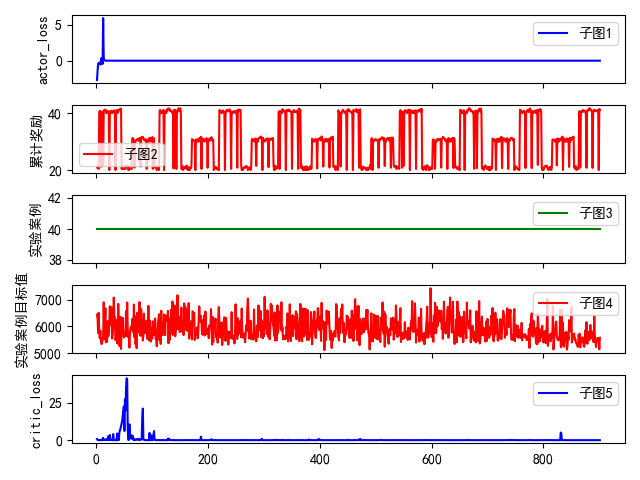 actor_loss
5
0
子图1
累计奖励
40
20
子图2
实验案例
42
40
38
子图3
实验案例目标值
7000
6000
5000
子图4
critic_loss
25
0
子图5
0 200 400 600 800